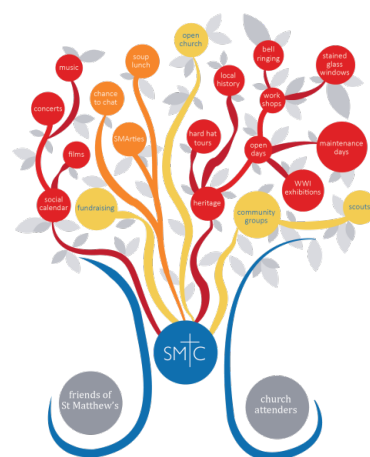 open
church
bell
ringing
soup
lunch
stained
glass
windows
music
local
history
chance
to chat
work
shops
concerts
SMArties
hard hat
tours
open
days
maintenance
days
films
WWI
exhibitions
social
calendar
fundraising
heritage
community
groups
scouts
SMTC
friends of
St Matthew's
church
attenders